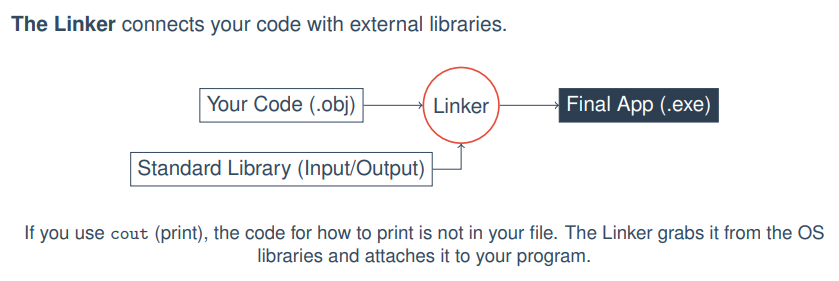 The Linker connects your code with external libraries.
Your Code (.obj)
Linker
Final App (.exe)
Standard Library (Input/Output)
If you use cout (print), the code for how to print is not in your file. The Linker grabs it from the OS
libraries and attaches it to your program.